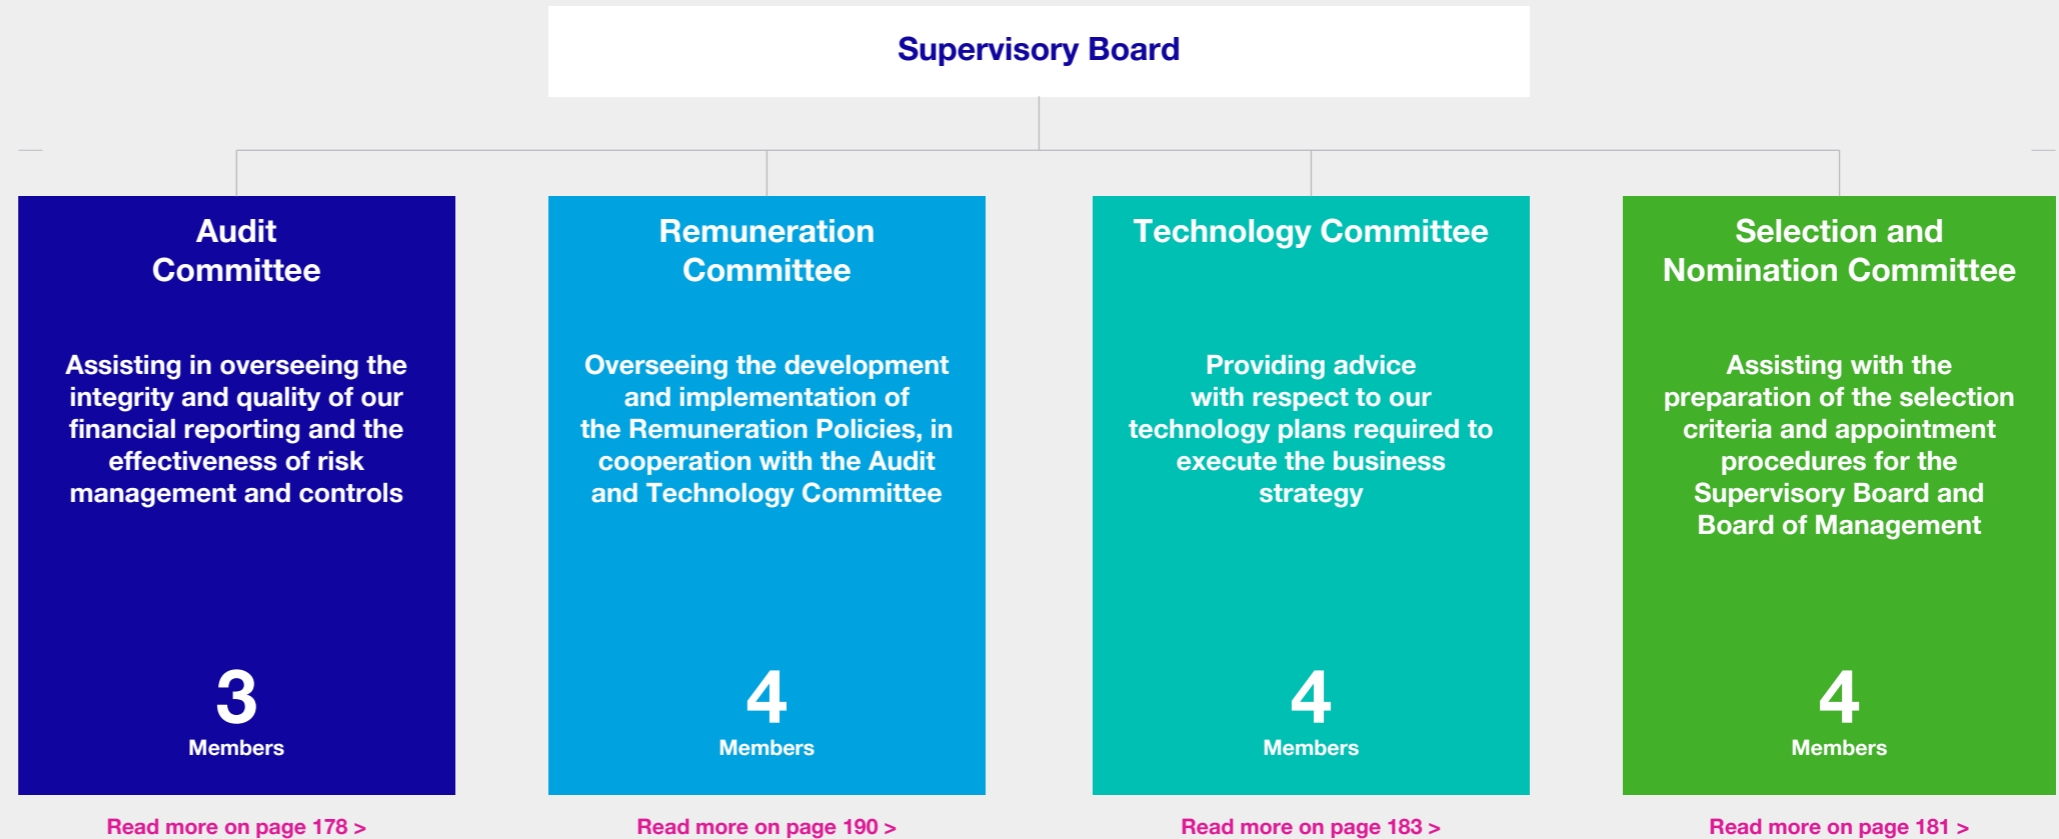 Supervisory Board
Audit
Committee
Assisting in overseeing the
integrity and quality of our
financial reporting and the
effectiveness of risk
management and controls
3
Members
Read more on page 178 >
Remuneration
Committee
Overseeing the development
and implementation of
the Remuneration Policies, in
cooperation with the Audit
and Technology Committee
4
Members
Read more on page 190 >
Technology Committee
Providing advice
with respect to our
technology plans required to
execute the business
strategy
4
Members
Read more on page 183 >
Selection and
Nomination Committee
Assisting with the
preparation of the selection
criteria and appointment
procedures for the
Supervisory Board and
Board of Management
4
Members
Read more on page 181 >